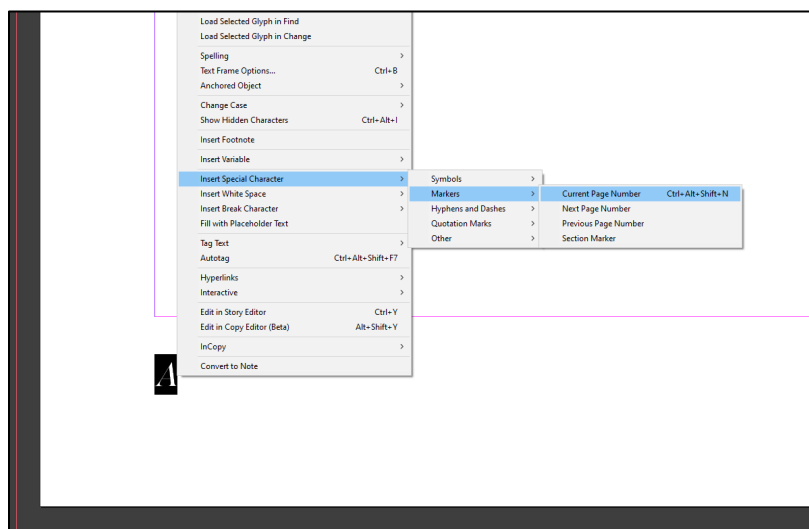 Load Selected Glyph in Find
Load Selected Glyph in Change
Spelling
Text Frame Options... Ctrl+B
Anchored Object
Change Case
Show Hidden Characters Ctrl+Alt+I
Insert Footnote
Insert Variable
Insert Special Character
Insert White Space
Insert Break Character
Fill with Placeholder Text
Tag Text
Autotag Ctrl+Alt+Shift+F7
Hyperlinks
Interactive
Edit in Story Editor Ctrl+Y
Edit in Copy Editor (Beta) Alt+Shift+Y
InCopy
Convert to Note
Symbols
Markers
Hyphens and Dashes
Quotation Marks
Other
Current Page Number Ctrl+Alt+Shift+N
Next Page Number
Previous Page Number
Section Marker
A